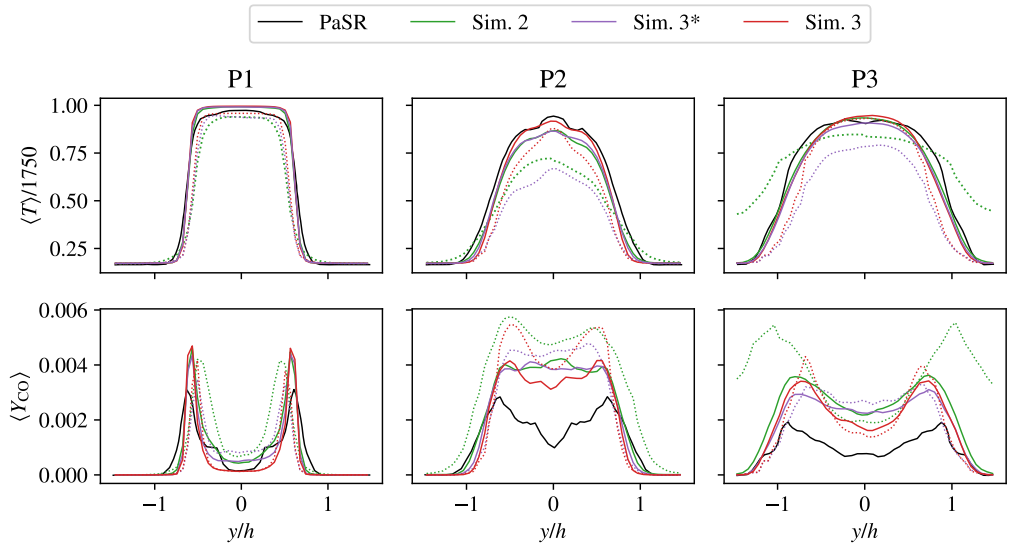 PaSR Sim. 2 Sim. 3* Sim. 3
P1 P2 P3
⟨T⟩/1750
1.00
0.75
0.50
0.25
⟨Y_CO⟩
0.006
0.004
0.002
0.000
−1 0 1 −1 0 1 −1 0 1
y/h y/h y/h